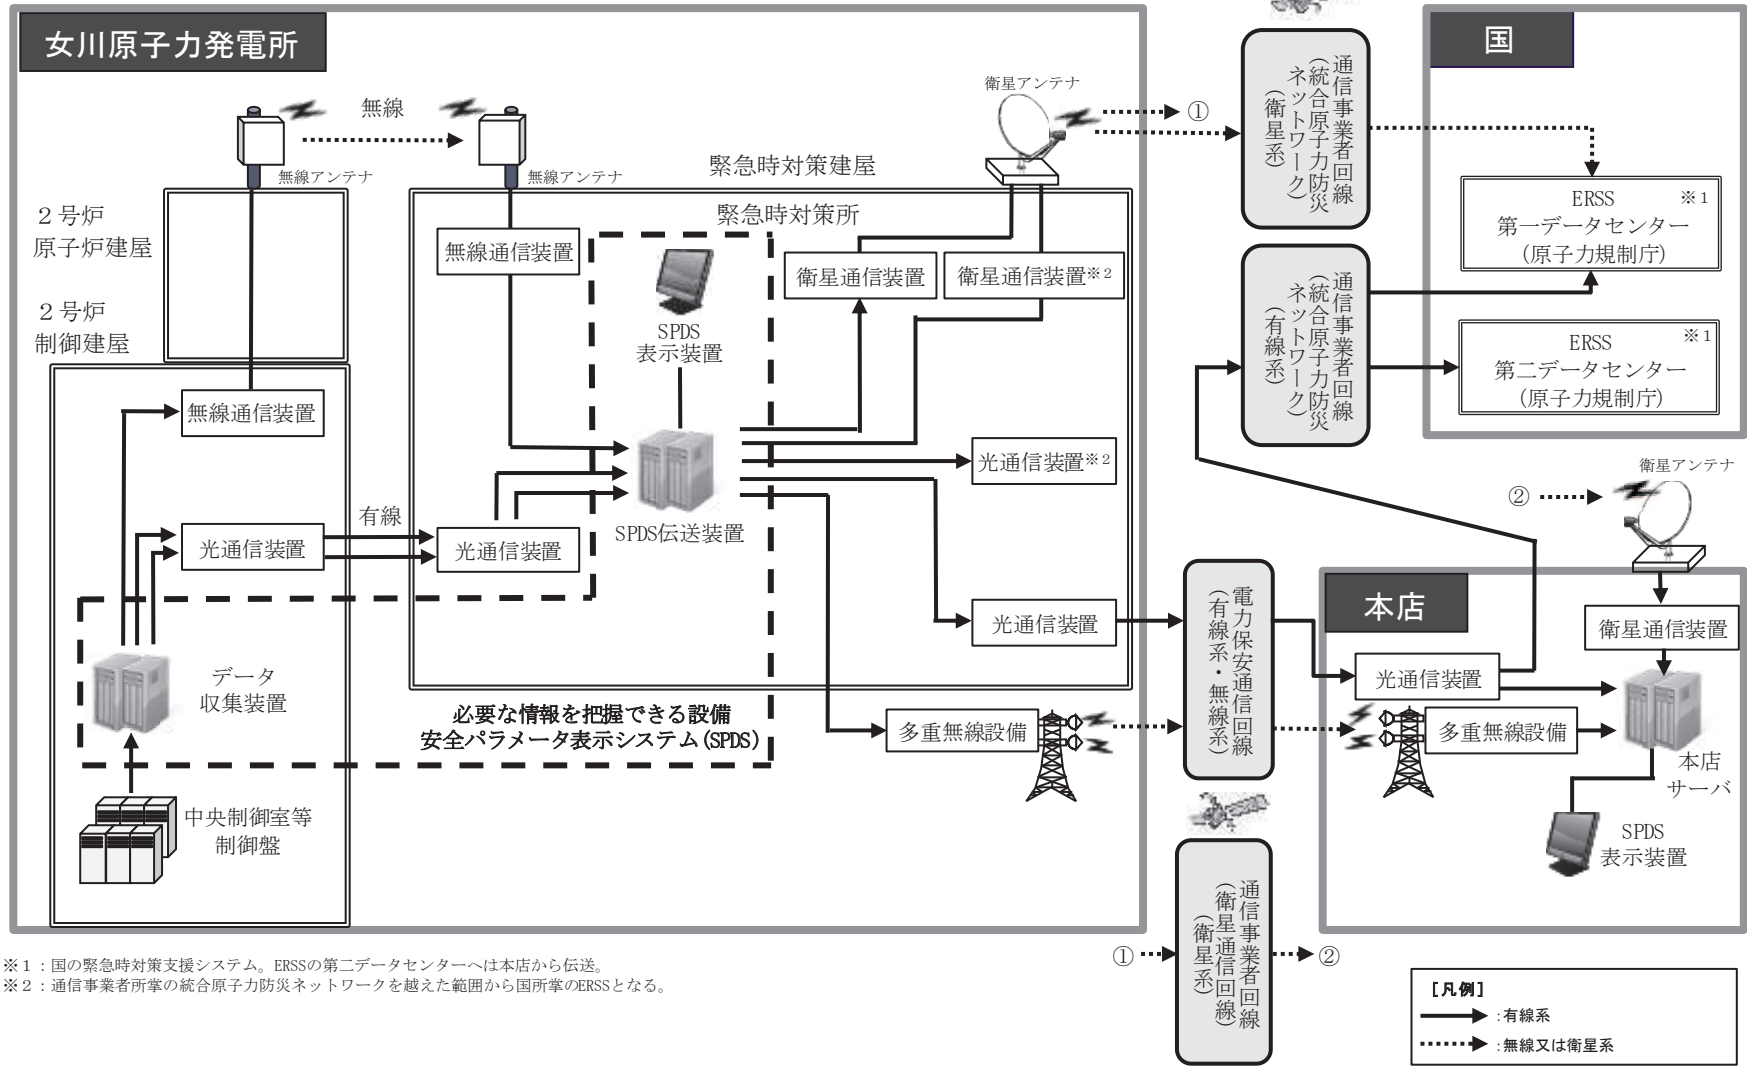 女川原子力発電所
無線
無線アンテナ
無線アンテナ
２号炉
原子炉建屋
２号炉
制御建屋
無線通信装置
光通信装置
有線
データ
収集装置
中央制御室等
制御盤
緊急時対策建屋
緊急時対策所
無線通信装置
光通信装置
SPDS
表示装置
SPDS伝送装置
衛星アンテナ
衛星通信装置
衛星通信装置※2
光通信装置※2
光通信装置
多重無線設備
必要な情報を把握できる設備
安全パラメータ表示システム(SPDS)
①
通信事業者回線
(統合原子力防災
ネットワーク)
(衛星系)
通信事業者回線
(統合原子力防災
ネットワーク)
(有線系)
国
ERSS ※1
第一データセンター
(原子力規制庁)
ERSS ※1
第二データセンター
(原子力規制庁)
電力保安通信回線
(有線系・無線系)
②
衛星アンテナ
本店
衛星通信装置
光通信装置
多重無線設備
本店
サーバ
SPDS
表示装置
①
通信事業者回線
(衛星通信回線)
(衛星系)
②
※1：国の緊急時対策支援システム。ERSSの第二データセンターへは本店から伝送。
※2：通信事業者所掌の統合原子力防災ネットワークを越えた範囲から国所掌のERSSとなる。
[凡例]
:有線系
:無線又は衛星系